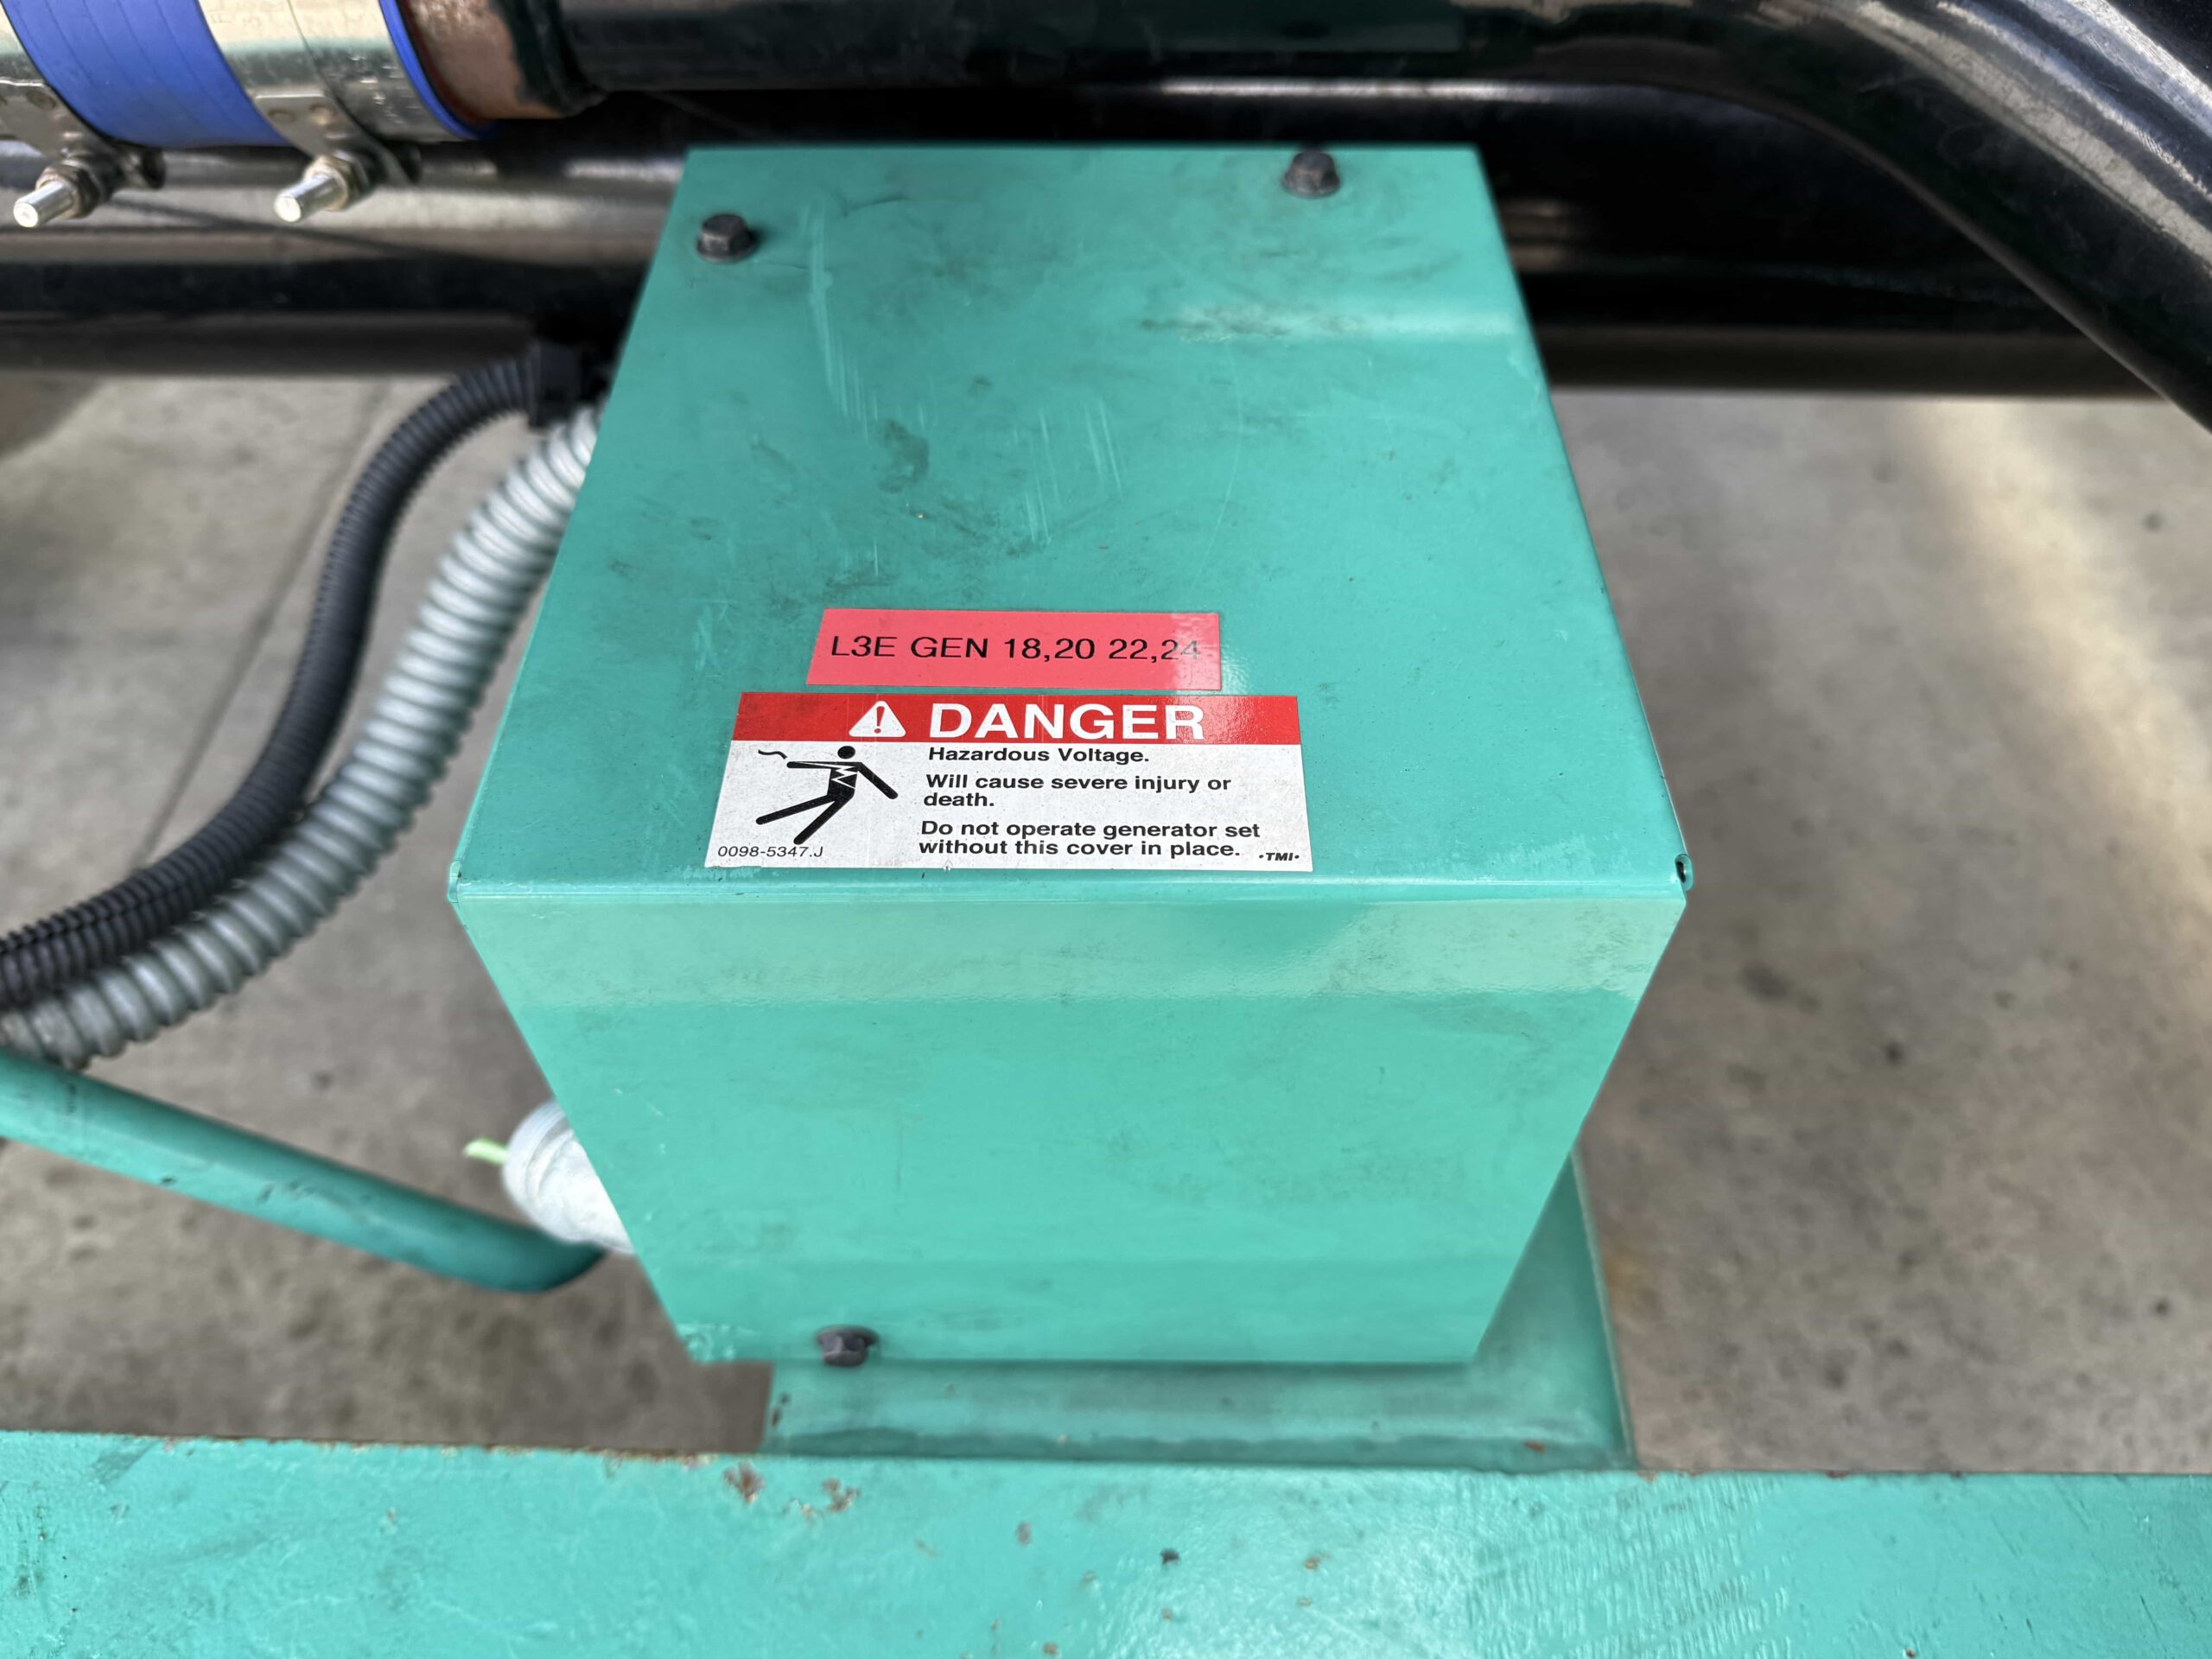 L3E GEN 18,20 22,24
DANGER
Hazardous Voltage.
Will cause severe injury or
death.
Do not operate generator set
without this cover in place.
0098-5347.J
•TMI•